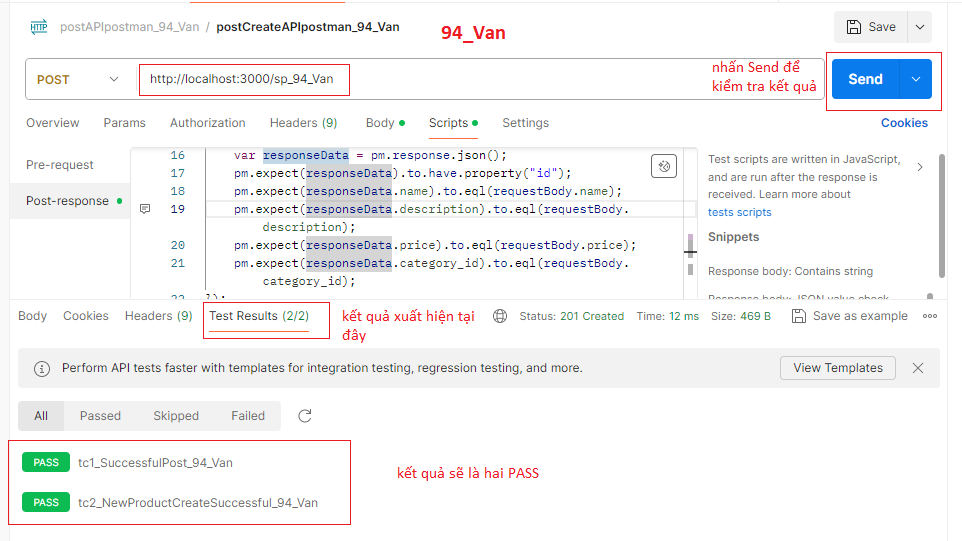 HTTP postAPIpostman_94_Van / postCreateAPIpostman_94_Van
94_Van
Save
POST
http://localhost:3000/sp_94_Van
nhấn Send để
kiểm tra kết quả
Send
Overview Params Authorization Headers (9) Body Scripts Settings Cookies
Pre-request
Post-response
16 var responseData = pm.response.json();
17 pm.expect(responseData).to.have.property("id");
18 pm.expect(responseData.name).to.eql(requestBody.name);
19 pm.expect(responseData.description).to.eql(requestBody.
description);
20 pm.expect(responseData.price).to.eql(requestBody.price);
21 pm.expect(responseData.category_id).to.eql(requestBody.
category_id);
22 });
Test scripts are written in JavaScript,
and are run after the response is
received. Learn more about
tests scripts
Snippets
Response body: Contains string
Response body: JSON value check
Body Cookies Headers (9) Test Results (2/2)
kết quả xuất hiện tại
đây
Status: 201 Created Time: 12 ms Size: 469 B Save as example
Perform API tests faster with templates for integration testing, regression testing, and more.
View Templates
All Passed Skipped Failed
PASS tc1_SuccessfulPost_94_Van
PASS tc2_NewProductCreateSuccessful_94_Van
kết quả sẽ là hai PASS